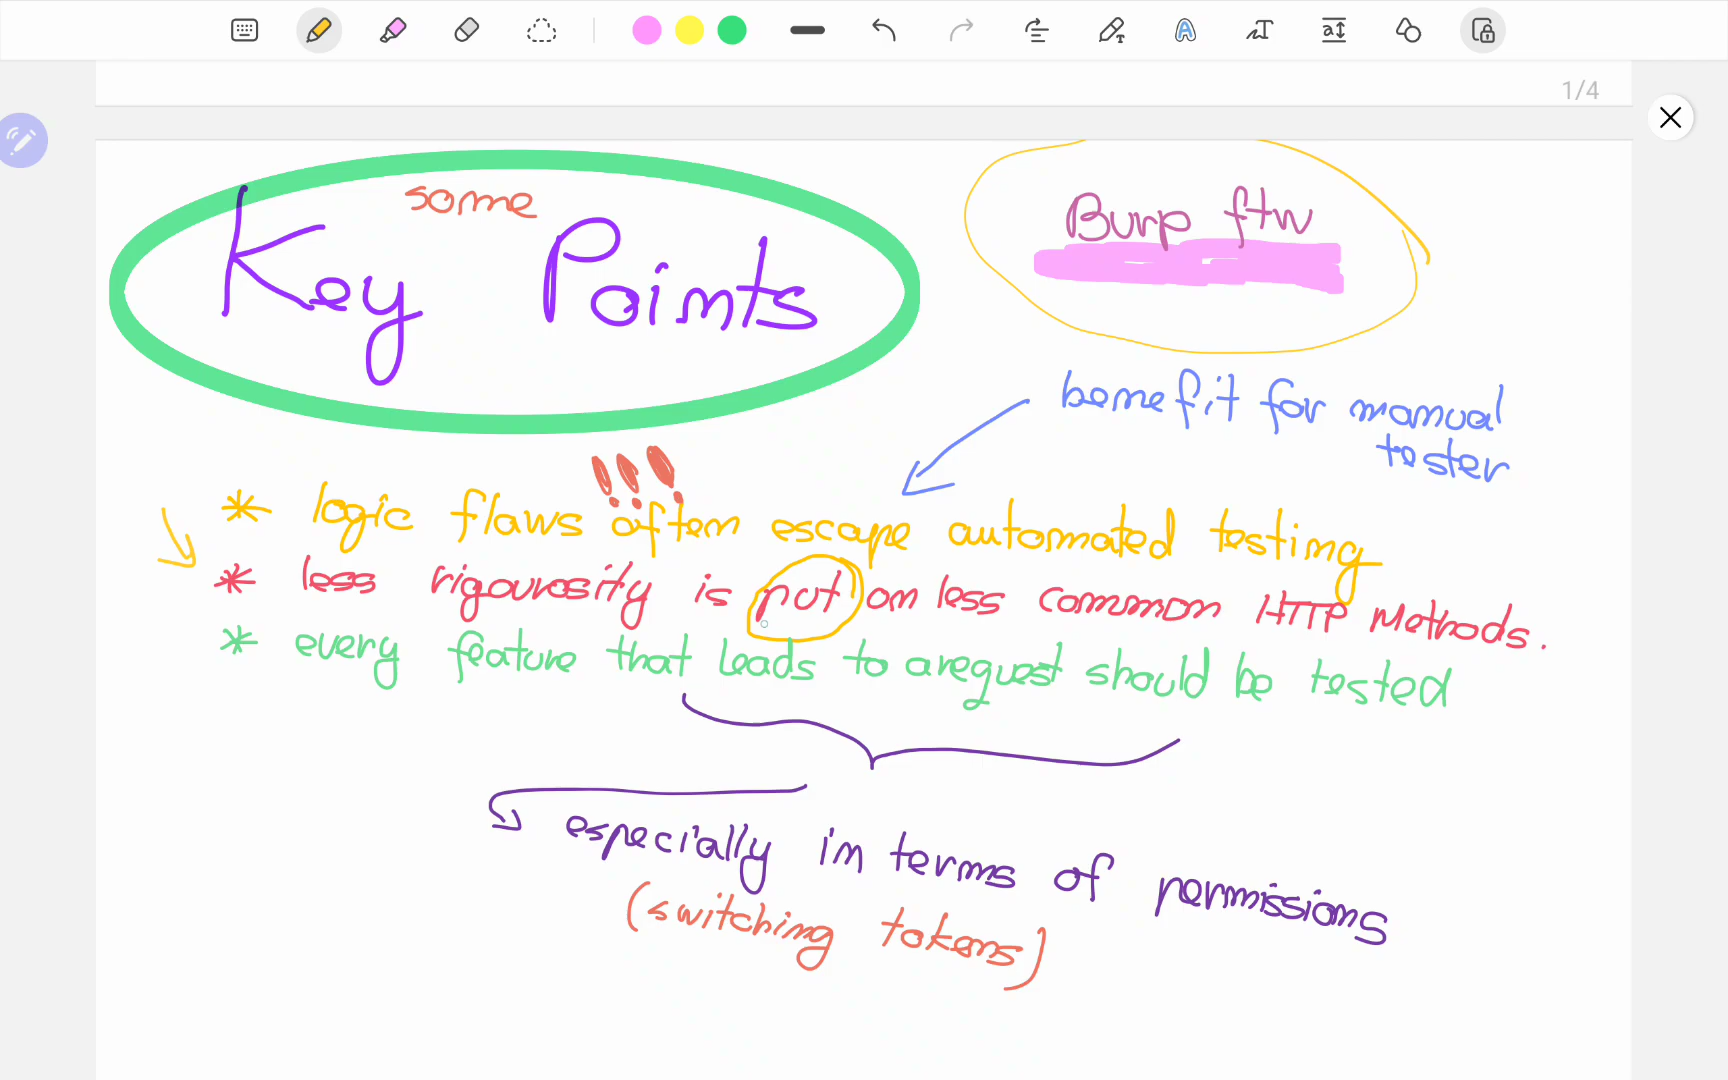 1/4
some
Key Points
Burp ftw
benefit for manual
tester
!!!
* logic flaws often escape automated testing
* less rigourosity is not on less common HTTP Methods.
* every feature that leads to a request should be tested
especially in terms of permissions
(switching tokens)